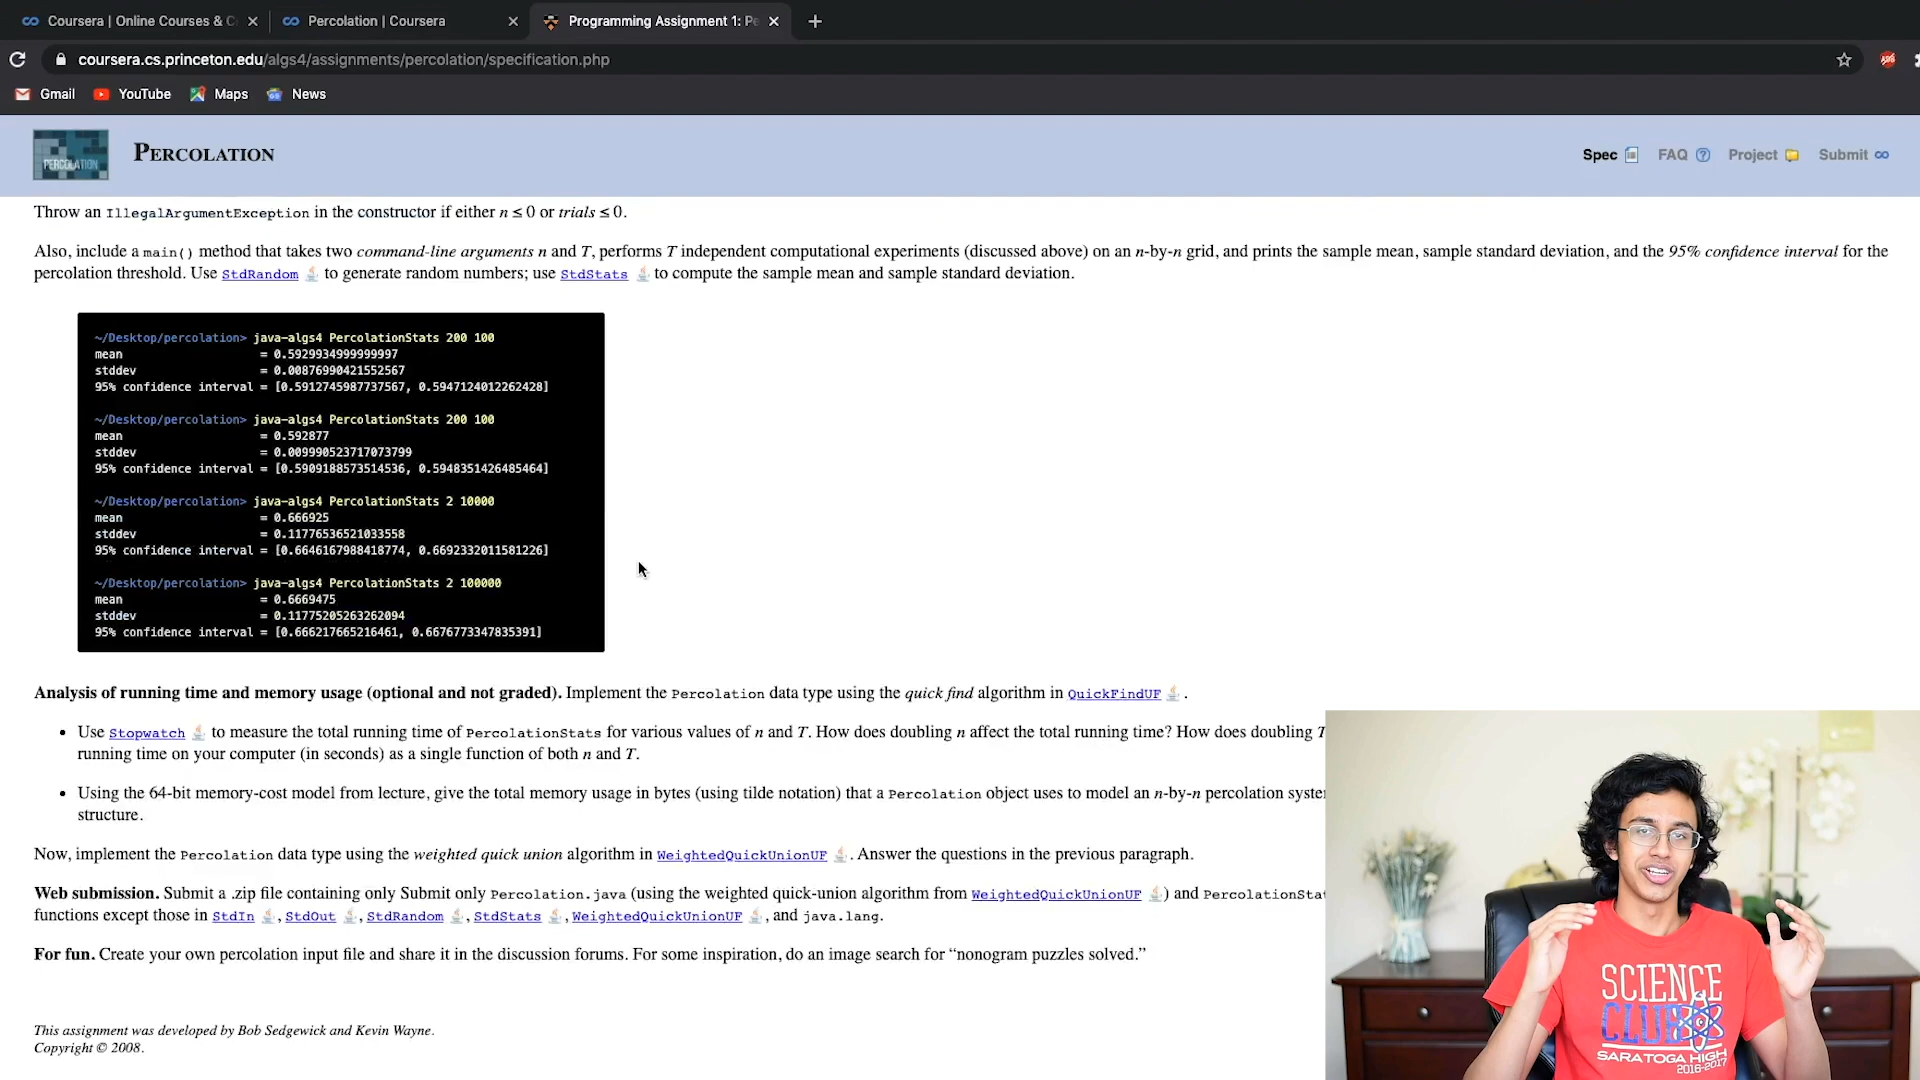 Coursera | Online Courses & C
Percolation | Coursera
Programming Assignment 1: Pe
coursera.cs.princeton.edu/algs4/assignments/percolation/specification.php
Gmail YouTube Maps News
PERCOLATION
PERCOLATION
Spec FAQ Project Submit
Throw an IllegalArgumentException in the constructor if either n ≤ 0 or trials ≤ 0.
Also, include a main() method that takes two command-line arguments n and T, performs T independent computational experiments (discussed above) on an n-by-n grid, and prints the sample mean, sample standard deviation, and the 95% confidence interval for the
percolation threshold. Use StdRandom to generate random numbers; use StdStats to compute the sample mean and sample standard deviation.
~/Desktop/percolation> java-algs4 PercolationStats 200 100
mean = 0.5929934999999997
stddev = 0.00876990421552567
95% confidence interval = [0.5912745987737567, 0.5947124012262428]
~/Desktop/percolation> java-algs4 PercolationStats 200 100
mean = 0.592877
stddev = 0.009990523717073799
95% confidence interval = [0.5909188573514536, 0.5948351426485464]
~/Desktop/percolation> java-algs4 PercolationStats 2 10000
mean = 0.666925
stddev = 0.11776536521033558
95% confidence interval = [0.6646167988418774, 0.6692332011581226]
~/Desktop/percolation> java-algs4 PercolationStats 2 100000
mean = 0.6669475
stddev = 0.11775205263262094
95% confidence interval = [0.666217665216461, 0.6676773347835391]
Analysis of running time and memory usage (optional and not graded). Implement the Percolation data type using the quick find algorithm in QuickFindUF .
• Use Stopwatch to measure the total running time of PercolationStats for various values of n and T. How does doubling n affect the total running time? How does doubling T
running time on your computer (in seconds) as a single function of both n and T.
• Using the 64-bit memory-cost model from lecture, give the total memory usage in bytes (using tilde notation) that a Percolation object uses to model an n-by-n percolation syste
structure.
Now, implement the Percolation data type using the weighted quick union algorithm in WeightedQuickUnionUF . Answer the questions in the previous paragraph.
Web submission. Submit a .zip file containing only Submit only Percolation.java (using the weighted quick-union algorithm from WeightedQuickUnionUF ) and PercolationStat
functions except those in StdIn , StdOut , StdRandom , StdStats , WeightedQuickUnionUF , and java.lang.
For fun. Create your own percolation input file and share it in the discussion forums. For some inspiration, do an image search for “nonogram puzzles solved.”
This assignment was developed by Bob Sedgewick and Kevin Wayne.
Copyright © 2008.
SCIENCE
CLUB
SARATOGA HIGH
2016-2017